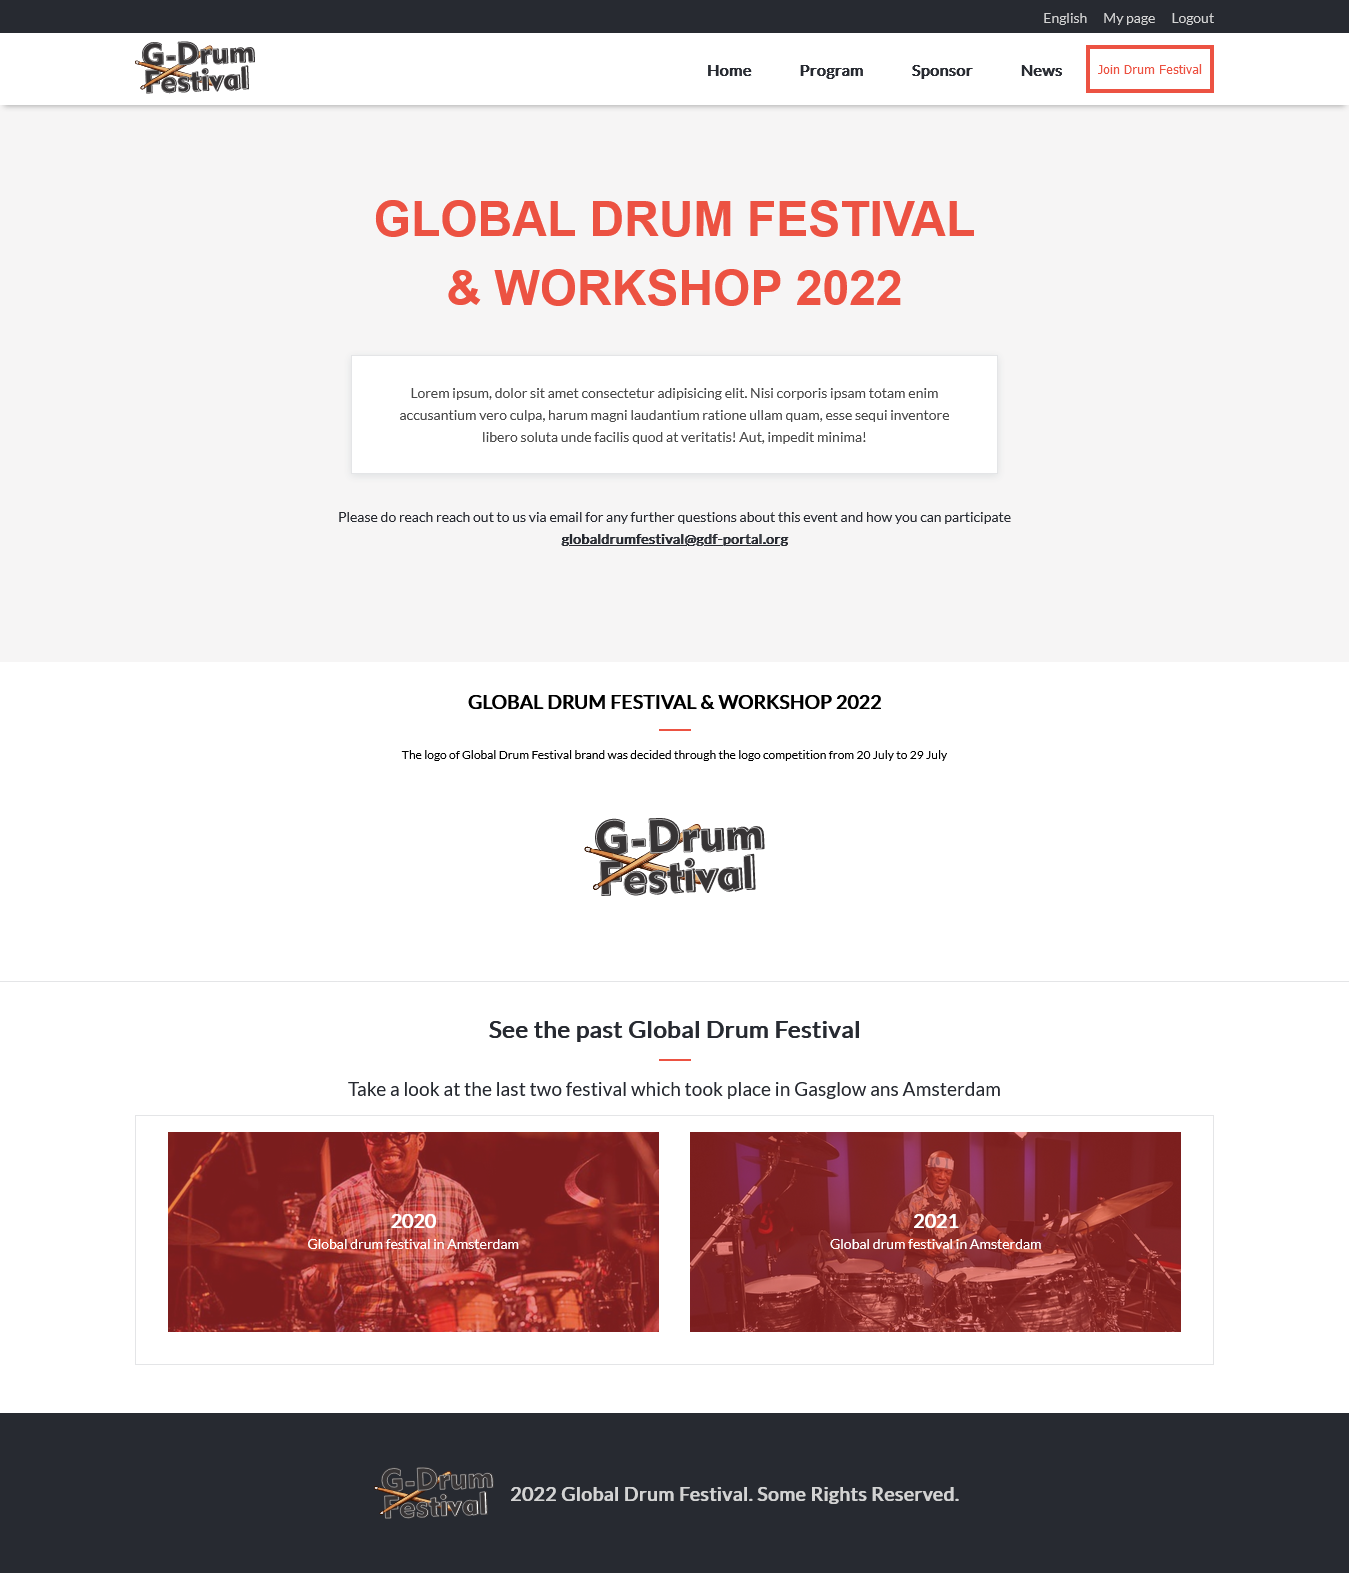 English My page Logout
G-Drum
Festival
Home Program Sponsor News Join Drum Festival
GLOBAL DRUM FESTIVAL
& WORKSHOP 2022
Lorem ipsum, dolor sit amet consectetur adipisicing elit. Nisi corporis ipsam totam enim
accusantium vero culpa, harum magni laudantium ratione ullam quam, esse sequi inventore
libero soluta unde facilis quod at veritatis! Aut, impedit minima!
Please do reach reach out to us via email for any further questions about this event and how you can participate
globaldrumfestival@gdf-portal.org
GLOBAL DRUM FESTIVAL & WORKSHOP 2022
The logo of Global Drum Festival brand was decided through the logo competition from 20 July to 29 July
G-Drum
Festival
See the past Global Drum Festival
Take a look at the last two festival which took place in Gasglow ans Amsterdam
2020
Global drum festival in Amsterdam
2021
Global drum festival in Amsterdam
G-Drum
Festival
2022 Global Drum Festival. Some Rights Reserved.